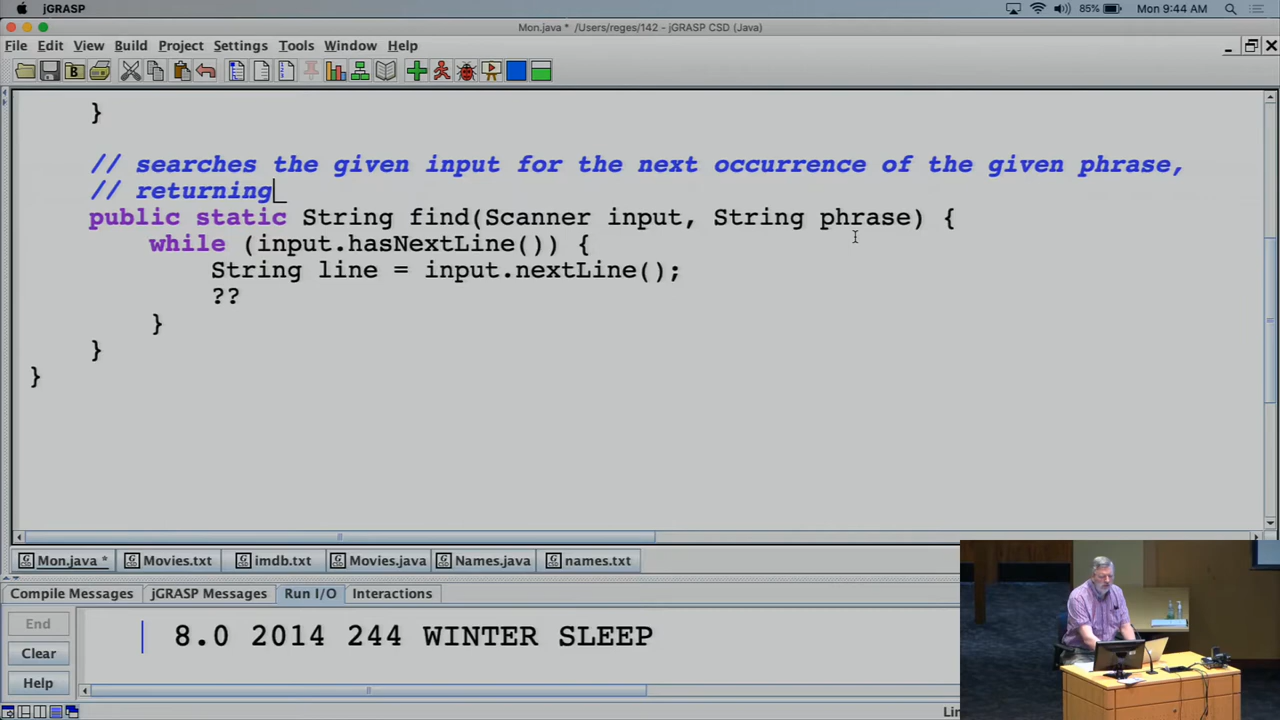 jGRASP
85%
Mon 9:44 AM
Mon.java * /Users/reges/142 - jGRASP CSD (Java)
File Edit View Build Project Settings Tools Window Help
}
// searches the given input for the next occurrence of the given phrase,
// returning_
public static String find(Scanner input, String phrase) {
while (input.hasNextLine()) {
String line = input.nextLine();
??
}
}
}
Mon.java * Movies.txt imdb.txt Movies.java Names.java names.txt
Compile Messages jGRASP Messages Run I/O Interactions
End
Clear
Help
8.0 2014 244 WINTER SLEEP